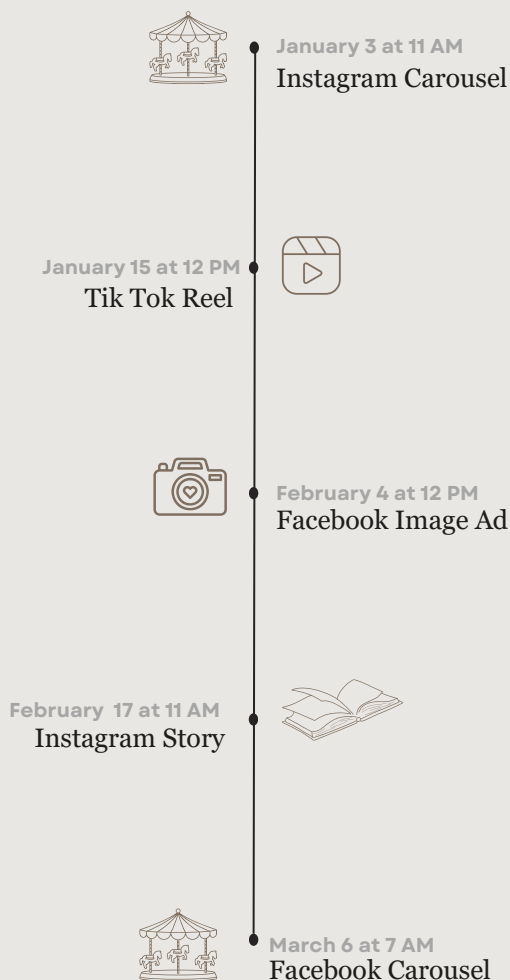 January 3 at 11 AM
Instagram Carousel
January 15 at 12 PM
Tik Tok Reel
February 4 at 12 PM
Facebook Image Ad
February  17 at 11 AM
Instagram Story
March 6 at 7 AM
Facebook Carousel